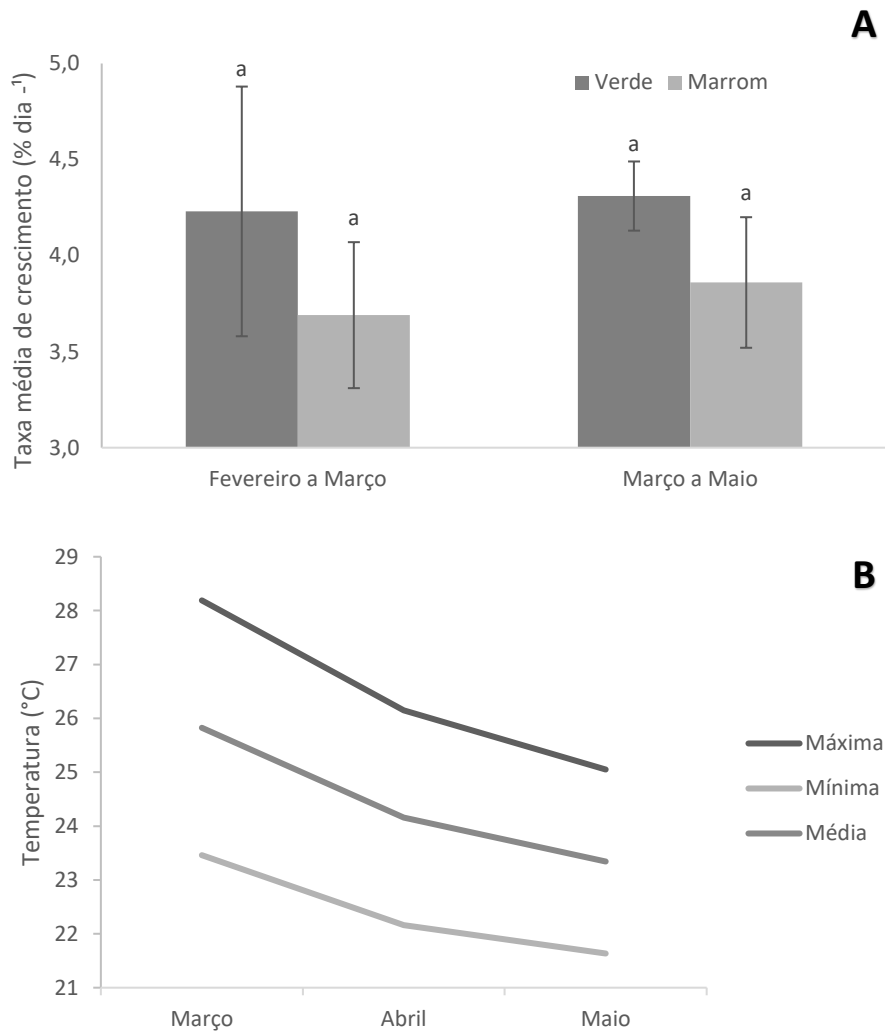 A
5,0
4,5
4,0
3,5
3,0
Taxa média de crescimento (% dia -¹)
Verde
Marrom
a
a
a
a
Fevereiro a Março
Março a Maio
B
29
28
27
26
25
24
23
22
21
Temperatura (°C)
Máxima
Mínima
Média
Março
Abril
Maio